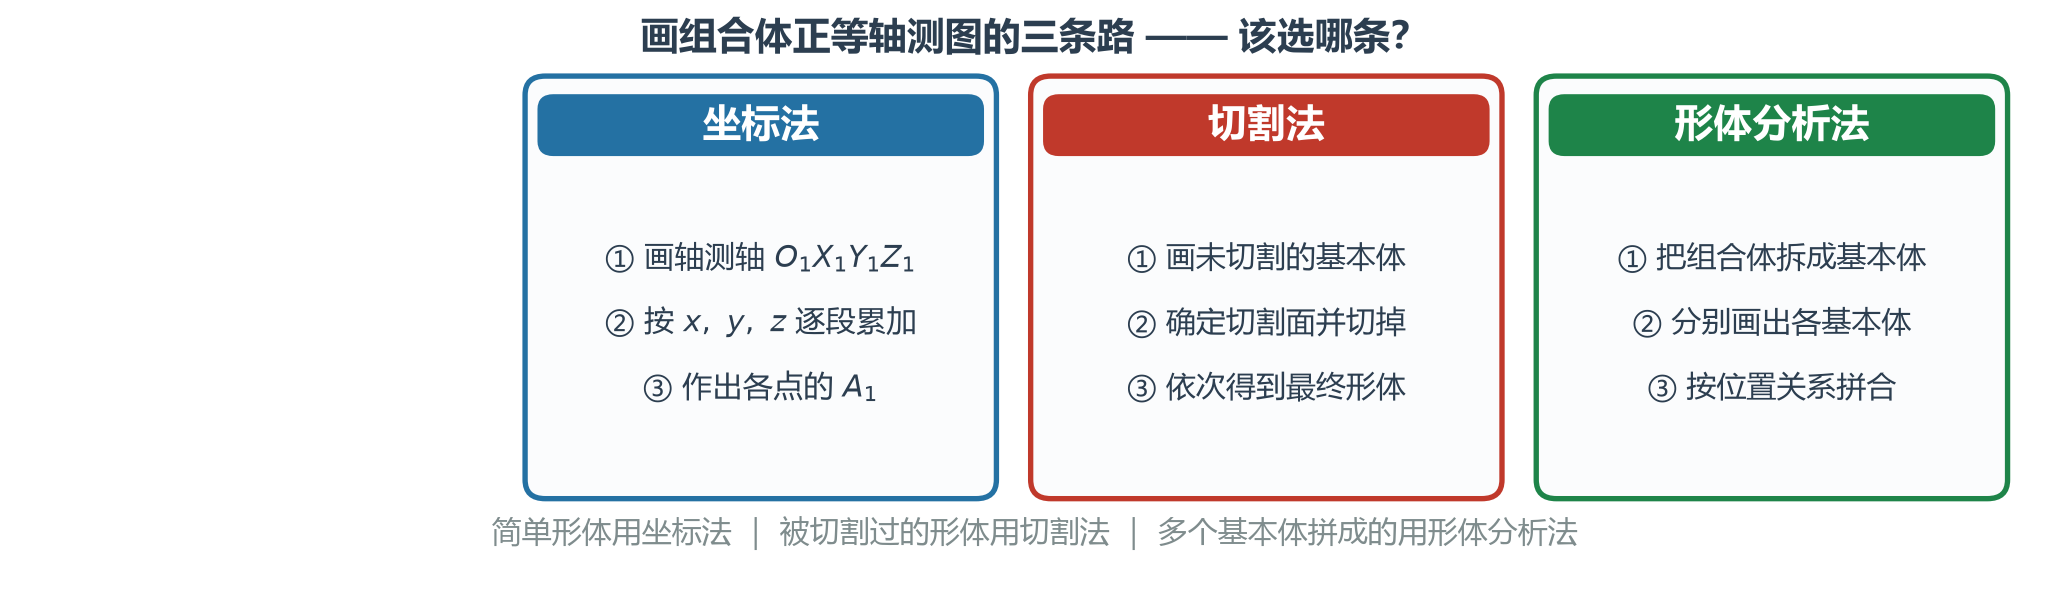 画组合体正等轴测图的三条路 —— 该选哪条?
坐标法
① 画轴测轴 O₁X₁Y₁Z₁
② 按 x, y, z 逐段累加
③ 作出各点的 A₁
切割法
① 画未切割的基本体
② 确定切割面并切掉
③ 依次得到最终形体
形体分析法
① 把组合体拆成基本体
② 分别画出各基本体
③ 按位置关系拼合
简单形体用坐标法 | 被切割过的形体用切割法 | 多个基本体拼成的用形体分析法